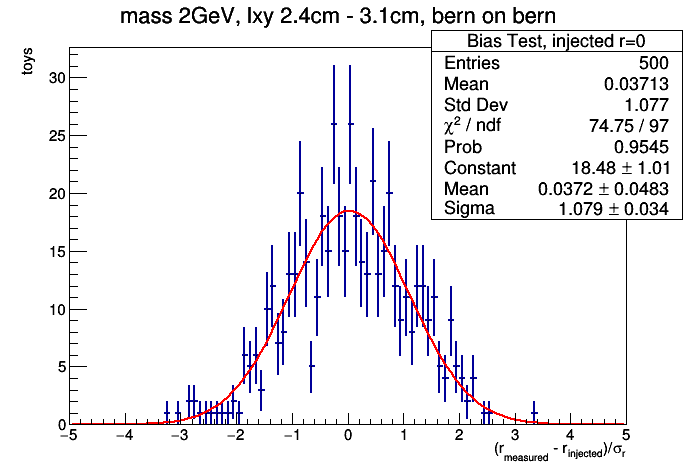 mass 2GeV, lxy 2.4cm - 3.1cm, bern on bern
Bias Test, injected r=0
Entries 500
Mean 0.03713
Std Dev 1.077
χ² / ndf 74.75 / 97
Prob 0.9545
Constant 18.48 ± 1.01
Mean 0.0372 ± 0.0483
Sigma 1.079 ± 0.034
toys
30
25
20
15
10
5
0
−5 −4 −3 −2 −1 0 1 2 3 4 5
(r_measured - r_injected)/σ_r